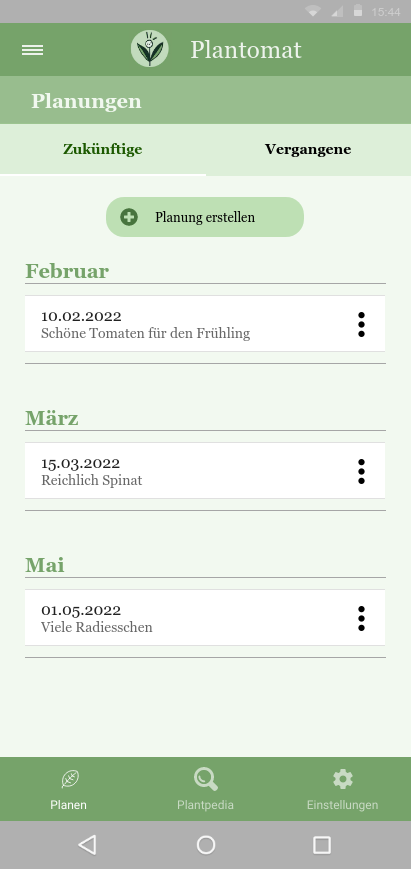 15:44
Plantomat
Planungen
Zukünftige
Vergangene
Planung erstellen
Februar
10.02.2022
Schöne Tomaten für den Frühling
März
15.03.2022
Reichlich Spinat
Mai
01.05.2022
Viele Radiesschen
Planen
Plantpedia
Einstellungen